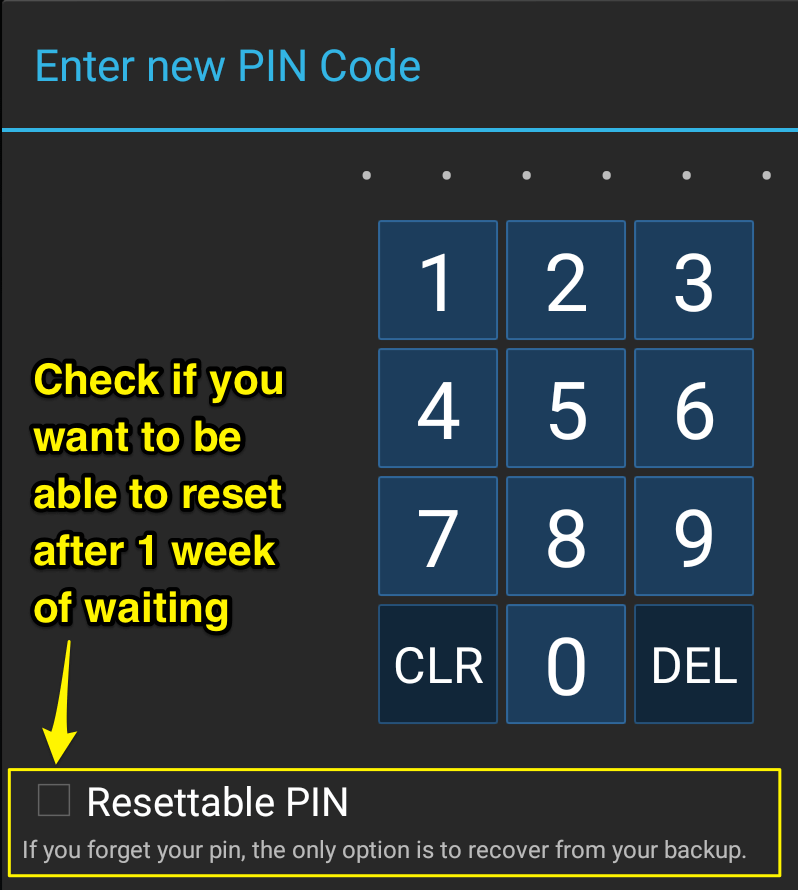 Enter new PIN Code
1 2 3
4 5 6
7 8 9
CLR 0 DEL
Check if you
want to be
able to reset
after 1 week
of waiting
Resettable PIN
If you forget your pin, the only option is to recover from your backup.